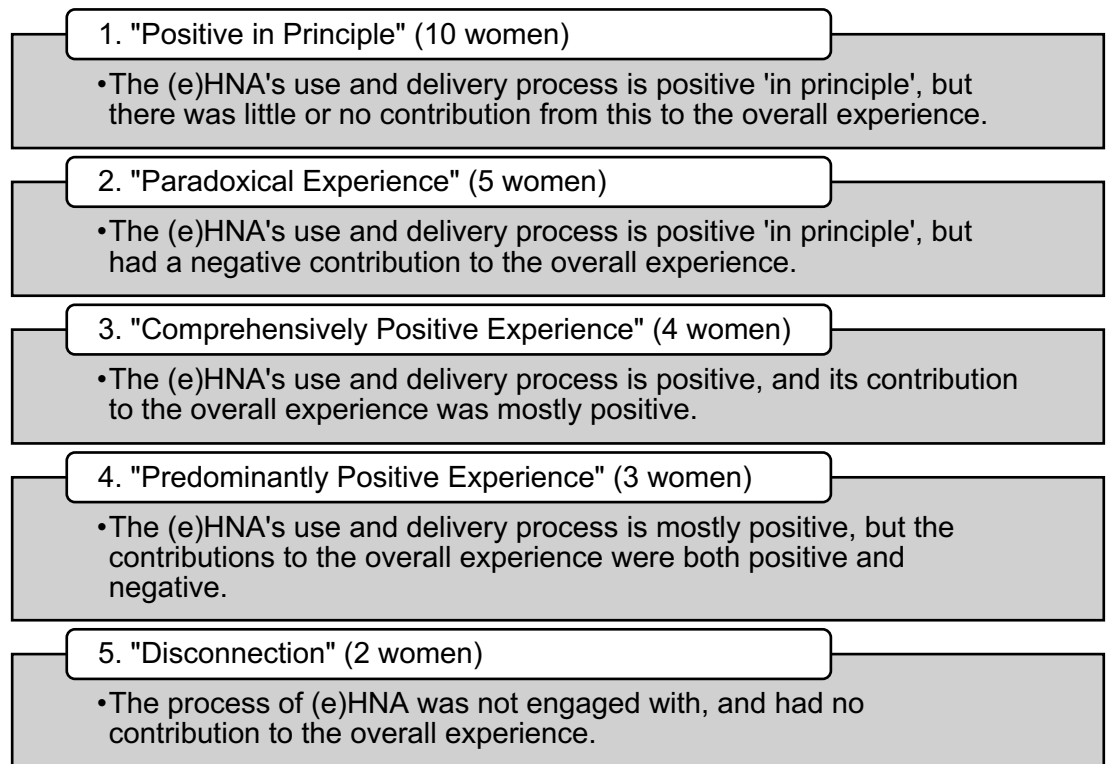 1. "Positive in Principle" (10 women)
•The (e)HNA's use and delivery process is positive 'in principle', but
there was little or no contribution from this to the overall experience.
2. "Paradoxical Experience" (5 women)
•The (e)HNA's use and delivery process is positive 'in principle', but
had a negative contribution to the overall experience.
3. "Comprehensively Positive Experience" (4 women)
•The (e)HNA's use and delivery process is positive, and its contribution
to the overall experience was mostly positive.
4. "Predominantly Positive Experience" (3 women)
•The (e)HNA's use and delivery process is mostly positive, but the
contributions to the overall experience were both positive and
negative.
5. "Disconnection" (2 women)
•The process of (e)HNA was not engaged with, and had no
contribution to the overall experience.